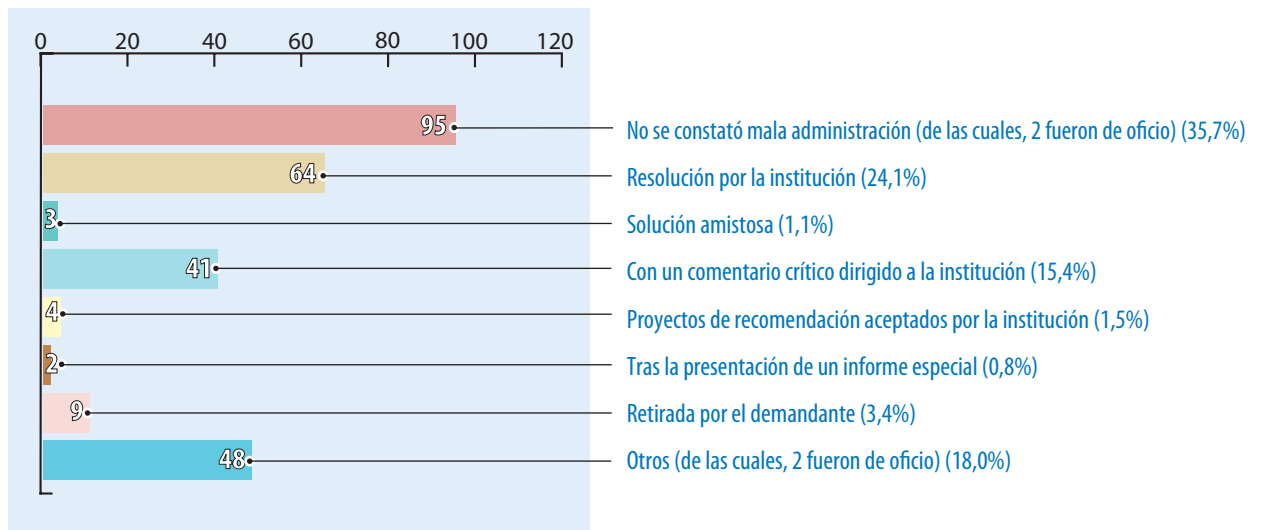 0 20 40 60 80 100 120
95 No se constató mala administración (de las cuales, 2 fueron de oficio) (35,7%)
64 Resolución por la institución (24,1%)
3 Solución amistosa (1,1%)
41 Con un comentario crítico dirigido a la institución (15,4%)
4 Proyectos de recomendación aceptados por la institución (1,5%)
2 Tras la presentación de un informe especial (0,8%)
9 Retirada por el demandante (3,4%)
48 Otros (de las cuales, 2 fueron de oficio) (18,0%)